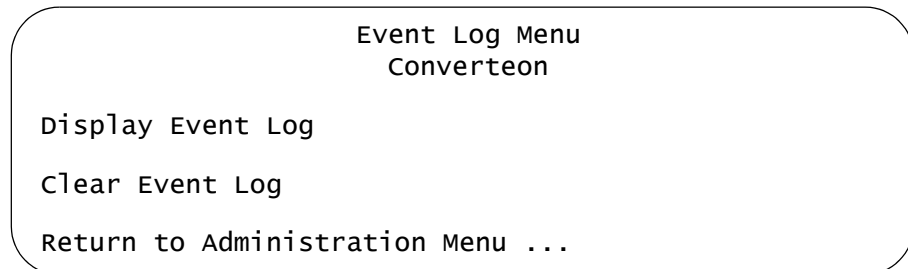 Event Log Menu
Converteon
Display Event Log
Clear Event Log
Return to Administration Menu ...